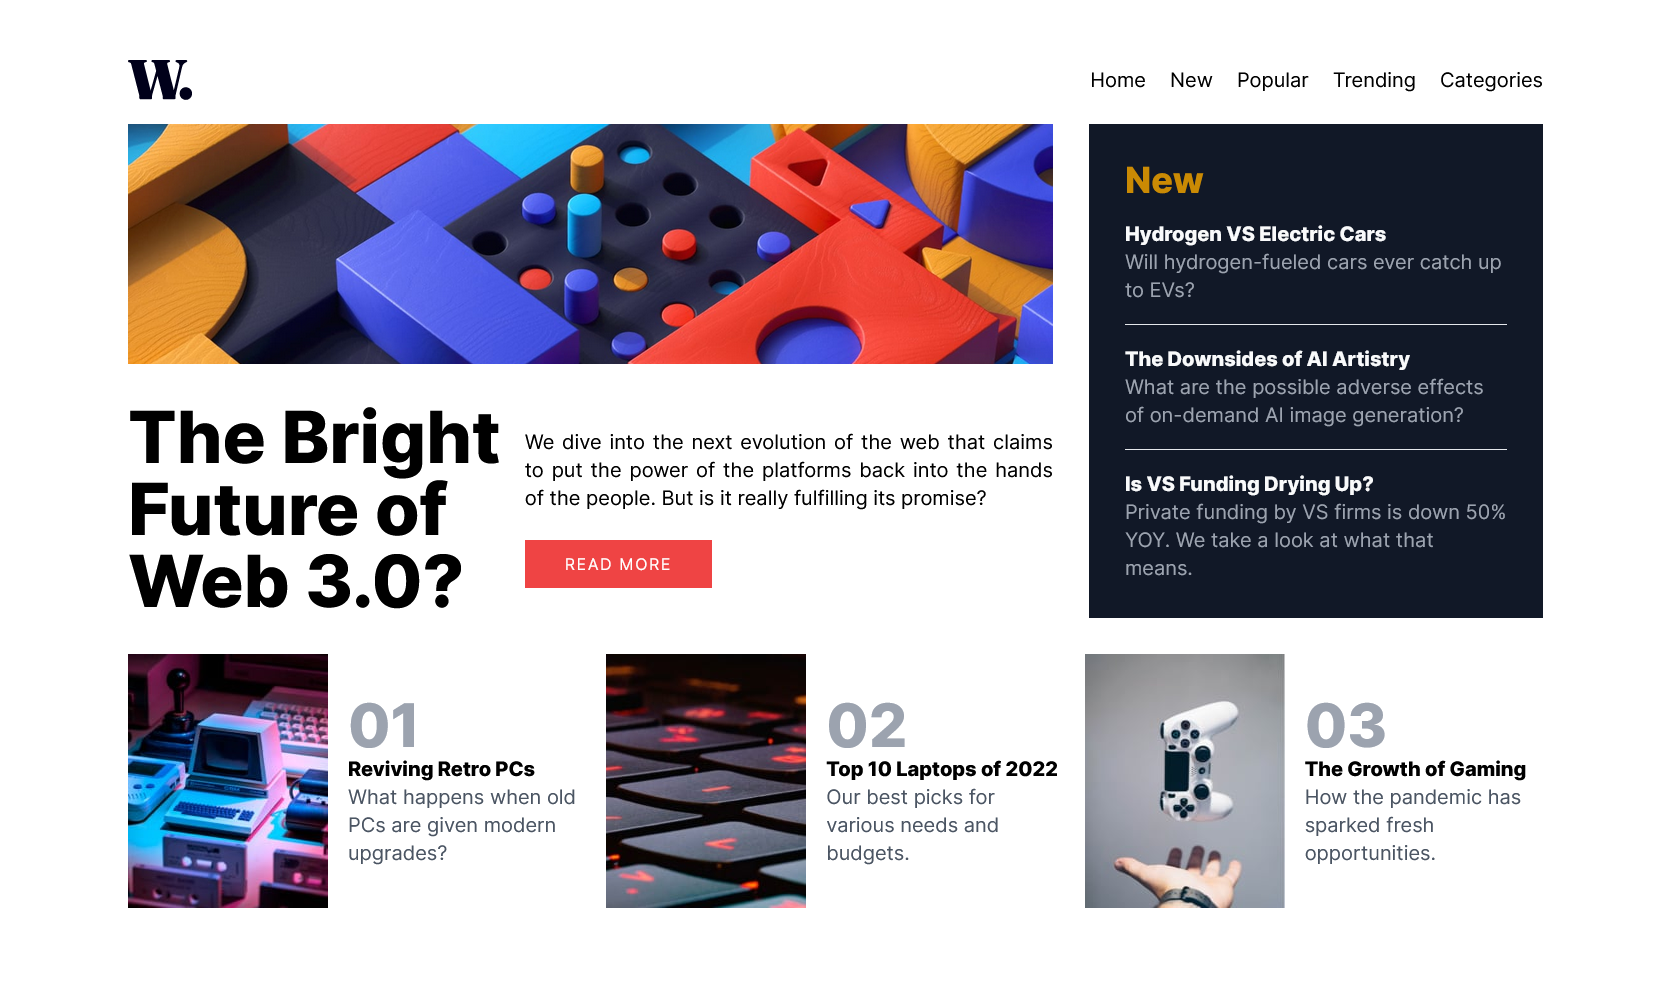 W.
Home New Popular Trending Categories
The Bright
Future of
Web 3.0?
We dive into the next evolution of the web that claims
to put the power of the platforms back into the hands
of the people. But is it really fulfilling its promise?
READ MORE
New
Hydrogen VS Electric Cars
Will hydrogen-fueled cars ever catch up
to EVs?
The Downsides of AI Artistry
What are the possible adverse effects
of on-demand AI image generation?
Is VS Funding Drying Up?
Private funding by VS firms is down 50%
YOY. We take a look at what that
means.
01
Reviving Retro PCs
What happens when old
PCs are given modern
upgrades?
02
Top 10 Laptops of 2022
Our best picks for
various needs and
budgets.
03
The Growth of Gaming
How the pandemic has
sparked fresh
opportunities.